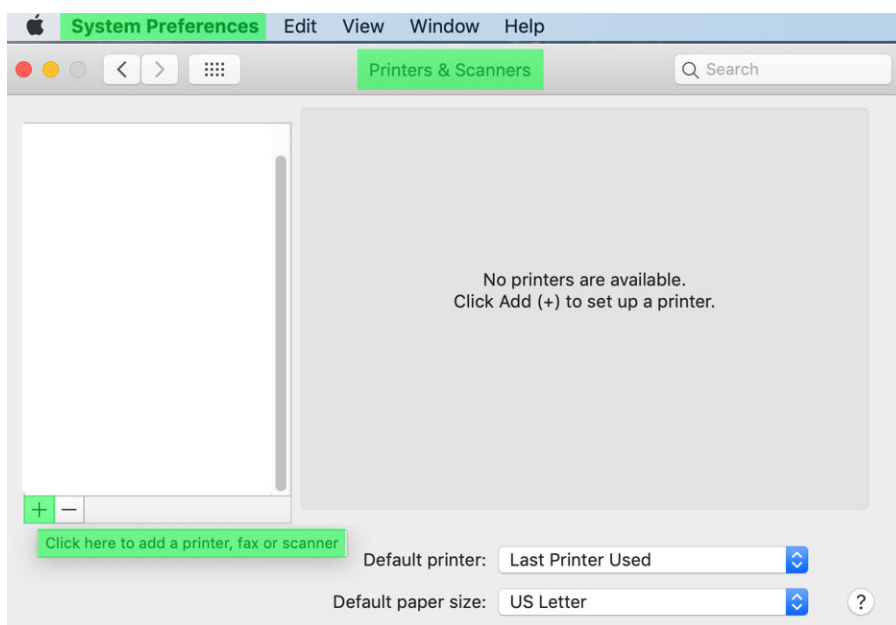 System Preferences Edit View Window Help
Printers & Scanners
Search
No printers are available.
Click Add (+) to set up a printer.
+ −
Click here to add a printer, fax or scanner
Default printer: Last Printer Used
Default paper size: US Letter
?